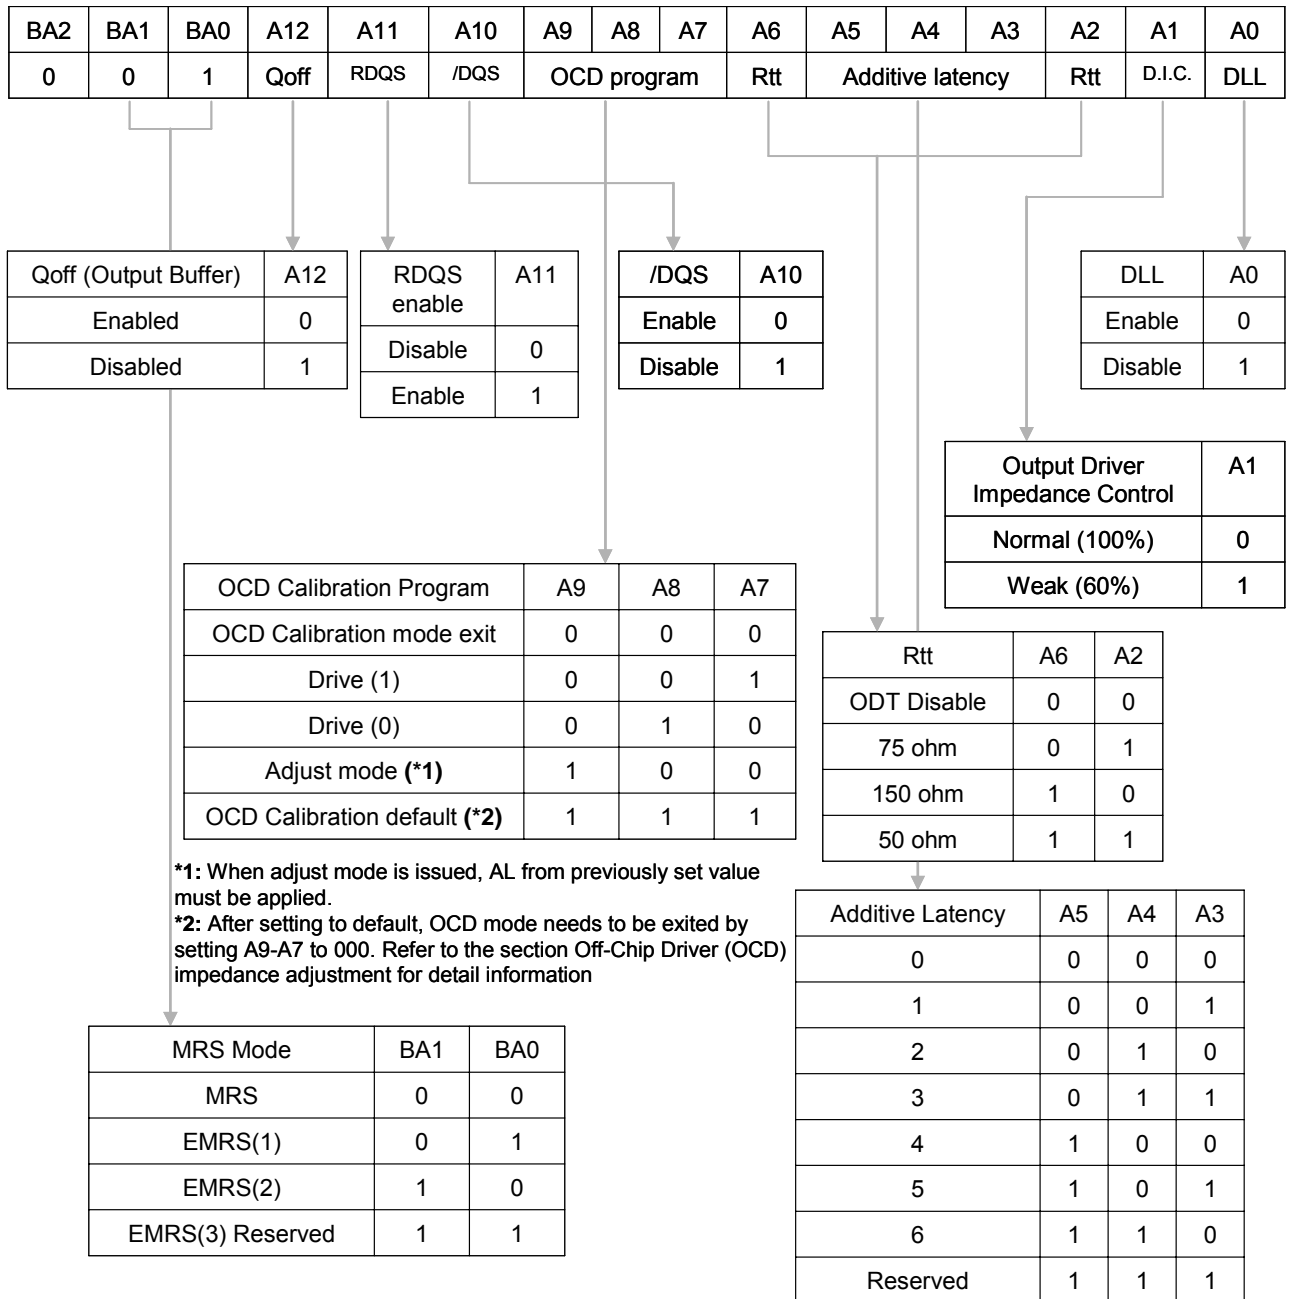 BA2 BA1 BA0 A12 A11 A10 A9 A8 A7 A6 A5 A4 A3 A2 A1 A0
0 0 1 Qoff RDQS /DQS OCD program Rtt Additive latency Rtt D.I.C. DLL
Qoff (Output Buffer) A12
Enabled 0
Disabled 1
RDQS enable A11
Disable 0
Enable 1
/DQS A10
Enable 0
Disable 1
DLL A0
Enable 0
Disable 1
Output Driver Impedance Control A1
Normal (100%) 0
Weak (60%) 1
OCD Calibration Program A9 A8 A7
OCD Calibration mode exit 0 0 0
Drive (1) 0 0 1
Drive (0) 0 1 0
Adjust mode (*1) 1 0 0
OCD Calibration default (*2) 1 1 1
*1: When adjust mode is issued, AL from previously set value
must be applied.
*2: After setting to default, OCD mode needs to be exited by
setting A9-A7 to 000. Refer to the section Off-Chip Driver (OCD)
impedance adjustment for detail information
Rtt A6 A2
ODT Disable 0 0
75 ohm 0 1
150 ohm 1 0
50 ohm 1 1
Additive Latency A5 A4 A3
0 0 0 0
1 0 0 1
2 0 1 0
3 0 1 1
4 1 0 0
5 1 0 1
6 1 1 0
Reserved 1 1 1
MRS Mode BA1 BA0
MRS 0 0
EMRS(1) 0 1
EMRS(2) 1 0
EMRS(3) Reserved 1 1